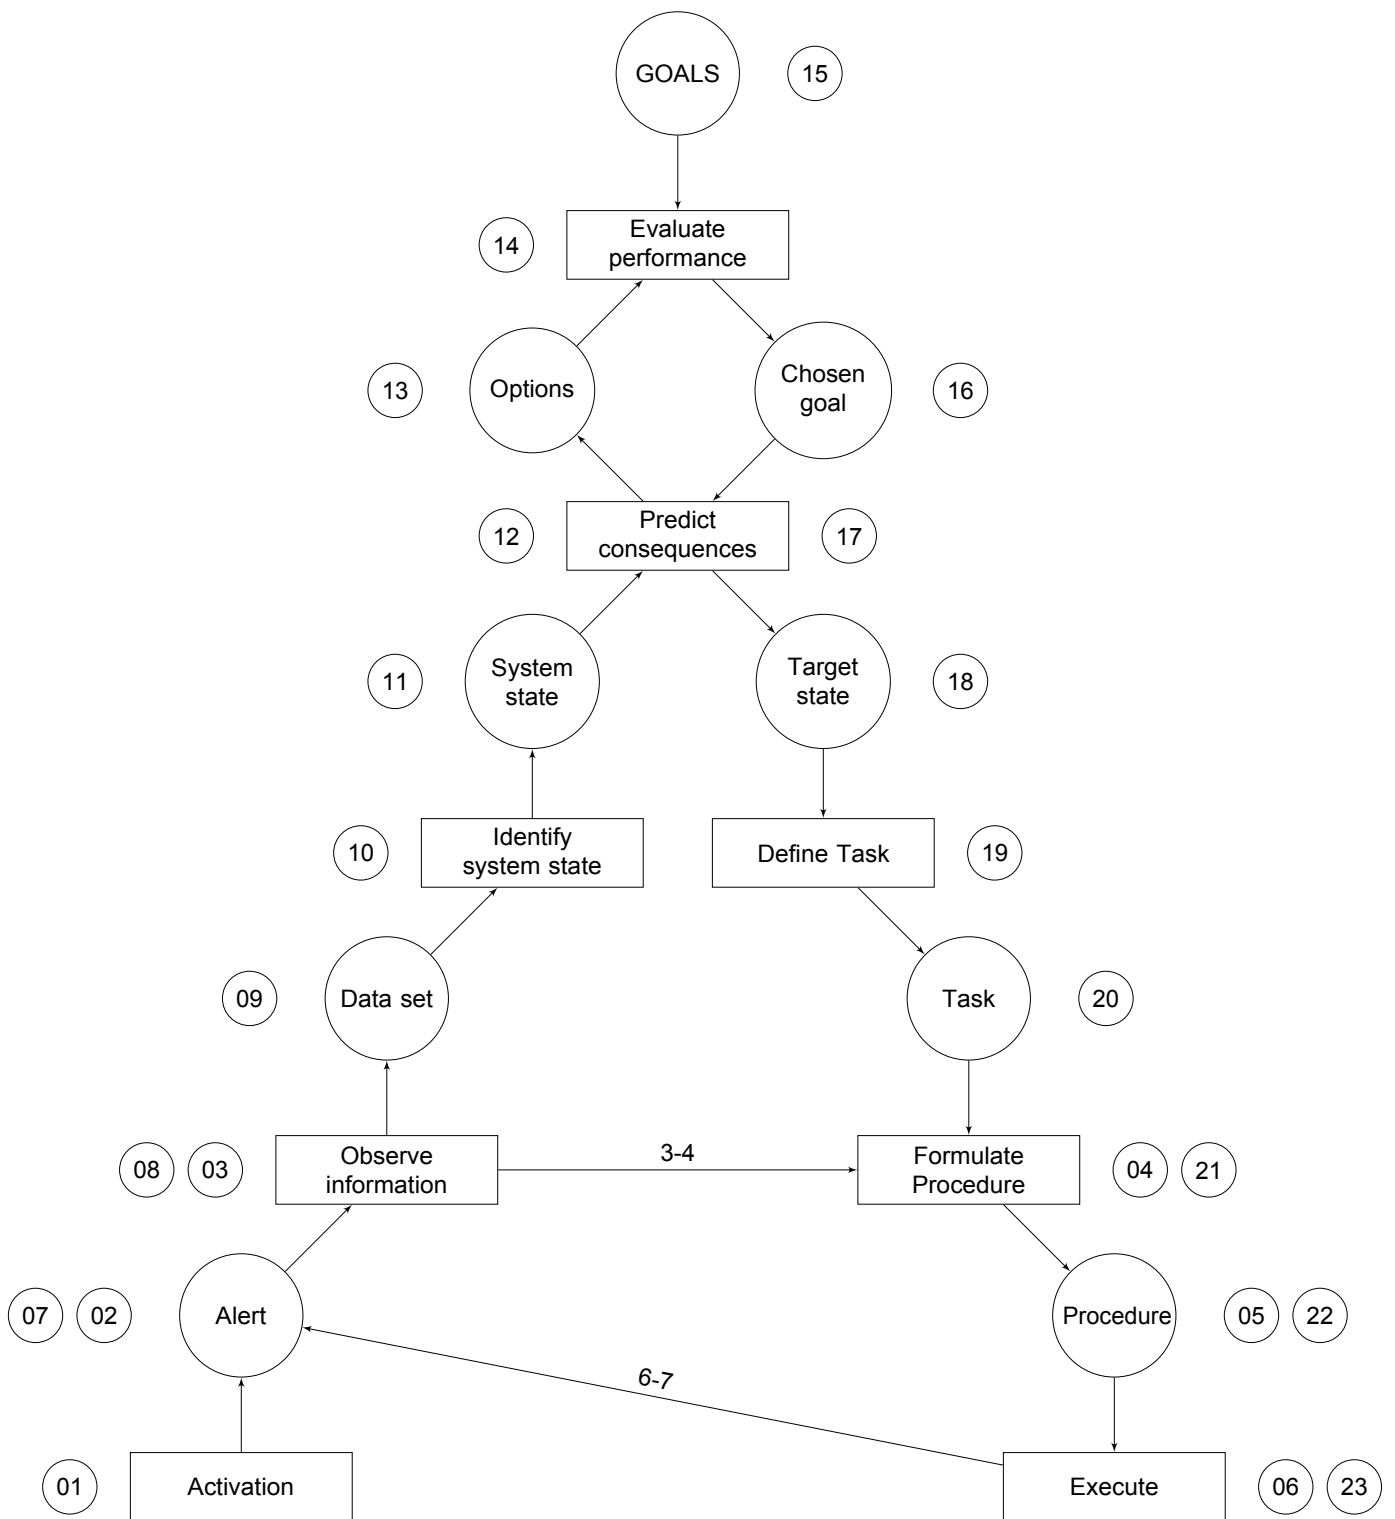 GOALS
15
14
Evaluate
performance
13
Options
Chosen
goal
16
12
Predict
consequences
17
11
System
state
Target
state
18
10
Identify
system state
Define Task
19
09
Data set
Task
20
08
03
Observe
information
3-4
Formulate
Procedure
04
21
07
02
Alert
Procedure
05
22
6-7
01
Activation
Execute
06
23